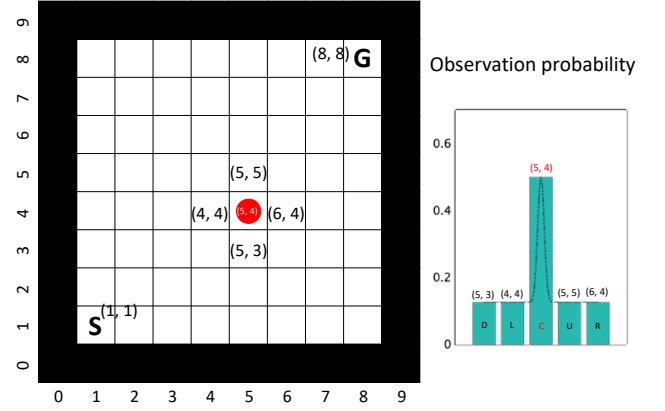 9
8
7
6
5
4
3
2
1
0
(8, 8) G
(5, 5)
(4, 4) (5, 4) (6, 4)
(5, 3)
S (1, 1)
0 1 2 3 4 5 6 7 8 9
Observation probability
0.6
0.4
0.2
0
(5, 4)
(5, 3) (4, 4) (5, 5) (6, 4)
D L C U R